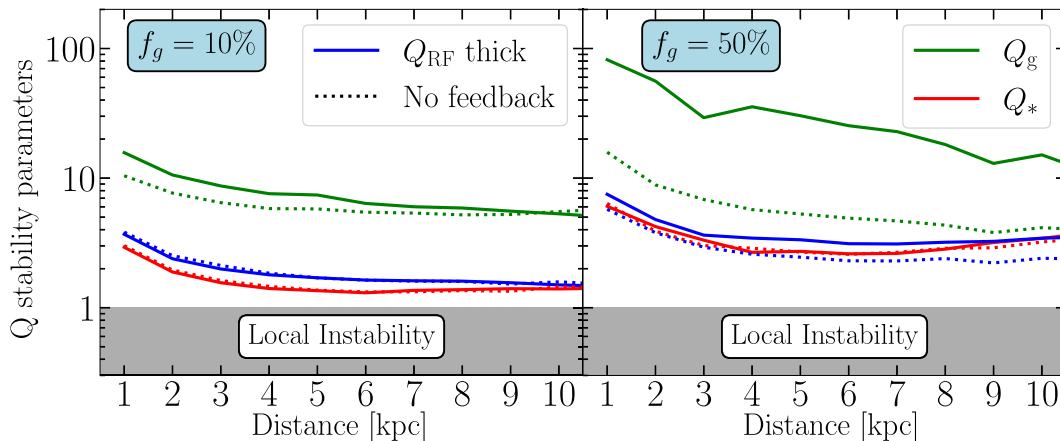 Q stability parameters
100
10
1
f_g = 10%
Q_RF thick
No feedback
Local Instability
1 2 3 4 5 6 7 8 9 10
Distance [kpc]
f_g = 50%
Q_g
Q_*
Local Instability
1 2 3 4 5 6 7 8 9 10
Distance [kpc]